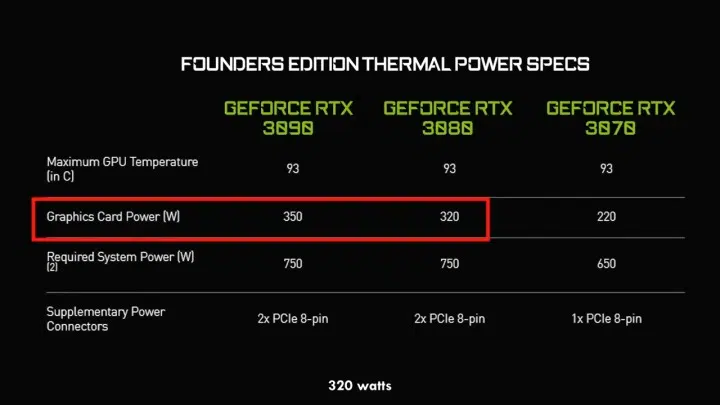 FOUNDERS EDITION THERMAL POWER SPECS
GEFORCE RTX 3090 GEFORCE RTX 3080 GEFORCE RTX 3070
Maximum GPU Temperature (in C) 93 93 93
Graphics Card Power (W) 350 320 220
Required System Power (W) (2) 750 750 650
Supplementary Power Connectors 2x PCIe 8-pin 2x PCIe 8-pin 1x PCIe 8-pin
320 watts